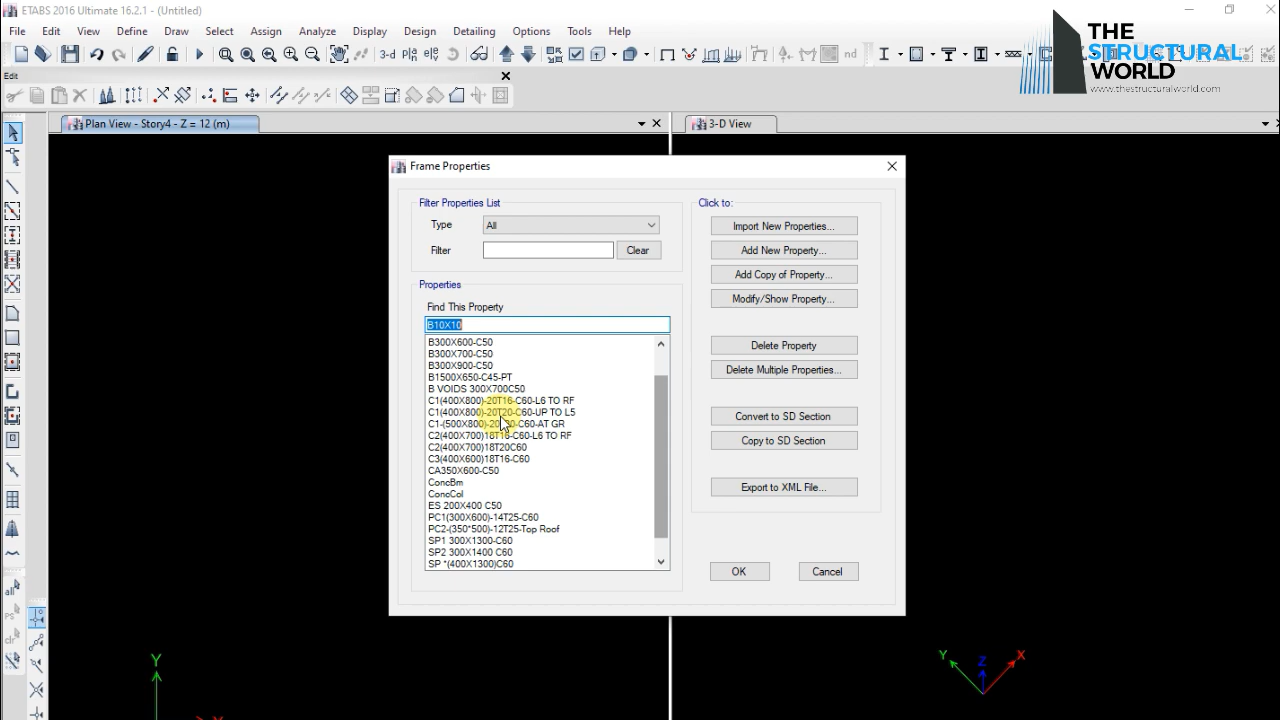 ETABS 2016 Ultimate 16.2.1 - (Untitled)
File Edit View Define Draw Select Assign Analyze Display Design Detailing Options Tools Help
3-d
nd
THE
STRUCTURAL
WORLD
www.thestructuralworld.com
Edit
Plan View - Story4 - Z = 12 (m)
3-D View
Frame Properties
Filter Properties List
Type All
Filter Clear
Properties
Find This Property
B10X10
B300X600-C50
B300X700-C50
B300X900-C50
B1500X650-C45-PT
B VOIDS 300X700C50
C1(400X800)-20T16-C60-L6 TO RF
C1(400X800)-20T20-C60-UP TO L5
C2(400X700)18T16-C60-L6 TO RF
C2(400X700)18T20C60
C3(400X600)18T16-C60
CA350X600-C50
ConcBm
ConcCol
ES 200X400 C50
PC1(300X600)-14T25-C60
PC2-(350*500)-12T25-Top Roof
SP1 300X1300-C60
SP2 300X1400 C60
SP *(400X1300)C60
Click to:
Import New Properties...
Add New Property...
Add Copy of Property...
Modify/Show Property...
Delete Property
Delete Multiple Properties...
Convert to SD Section
Copy to SD Section
Export to XML File...
OK Cancel
all
PS
clr
Y
X
Y
Z
X